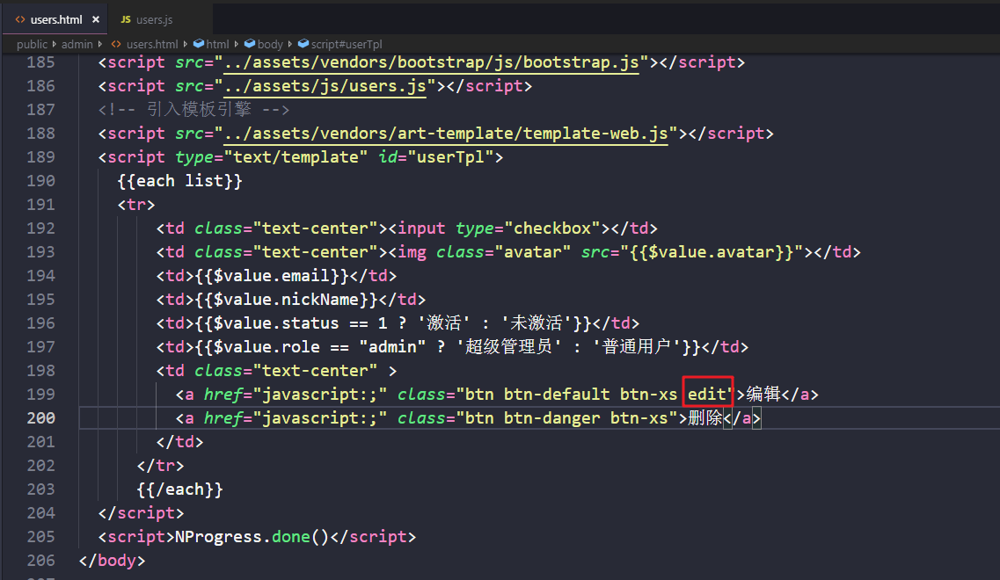 users.html × JS users.js
public admin users.html html body script#userTpl
185 <script src="../assets/vendors/bootstrap/js/bootstrap.js"></script>
186 <script src="../assets/js/users.js"></script>
187 <!-- 引入模板引擎 -->
188 <script src="../assets/vendors/art-template/template-web.js"></script>
189 <script type="text/template" id="userTpl">
190 {{each list}}
191 <tr>
192 <td class="text-center"><input type="checkbox"></td>
193 <td class="text-center"><img class="avatar" src="{{$value.avatar}}"></td>
194 <td>{{$value.email}}</td>
195 <td>{{$value.nickName}}</td>
196 <td>{{$value.status == 1 ? '激活' : '未激活'}}</td>
197 <td>{{$value.role == "admin" ? '超级管理员' : '普通用户'}}</td>
198 <td class="text-center" >
199 <a href="javascript:;" class="btn btn-default btn-xs edit">编辑</a>
200 <a href="javascript:;" class="btn btn-danger btn-xs">删除</a>
201 </td>
202 </tr>
203 {{/each}}
204 </script>
205 <script>NProgress.done()</script>
206 </body>